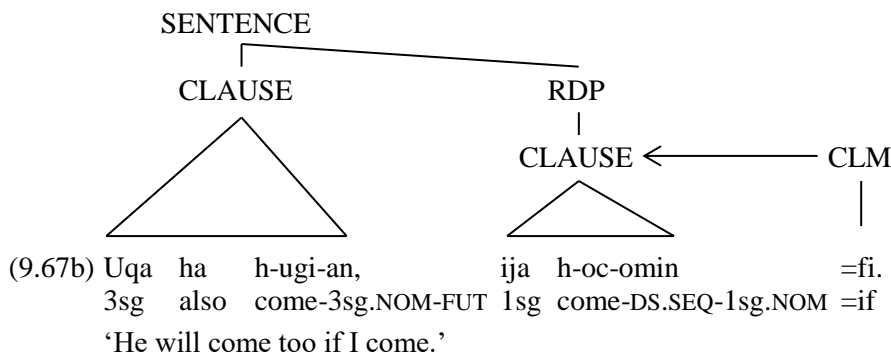 SENTENCE
CLAUSE RDP
CLAUSE CLM
(9.67b) Uqa ha h-ugi-an, ija h-oc-omin =fi.
3sg also come-3sg.NOM-FUT 1sg come-DS.SEQ-1sg.NOM =if
‘He will come too if I come.’